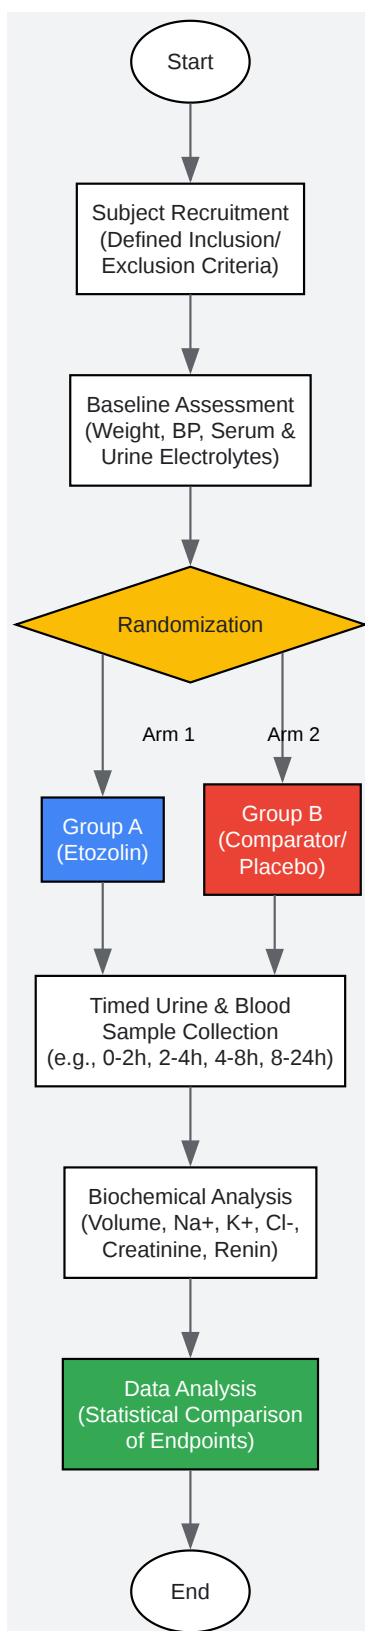 Start
Subject Recruitment
(Defined Inclusion/
Exclusion Criteria)
Baseline Assessment
(Weight, BP, Serum &
Urine Electrolytes)
Randomization
Arm 1
Arm 2
Group A
(Etozolin)
Group B
(Comparator/
Placebo)
Timed Urine & Blood
Sample Collection
(e.g., 0-2h, 2-4h, 4-8h, 8-24h)
Biochemical Analysis
(Volume, Na+, K+, Cl-,
Creatinine, Renin)
Data Analysis
(Statistical Comparison
of Endpoints)
End